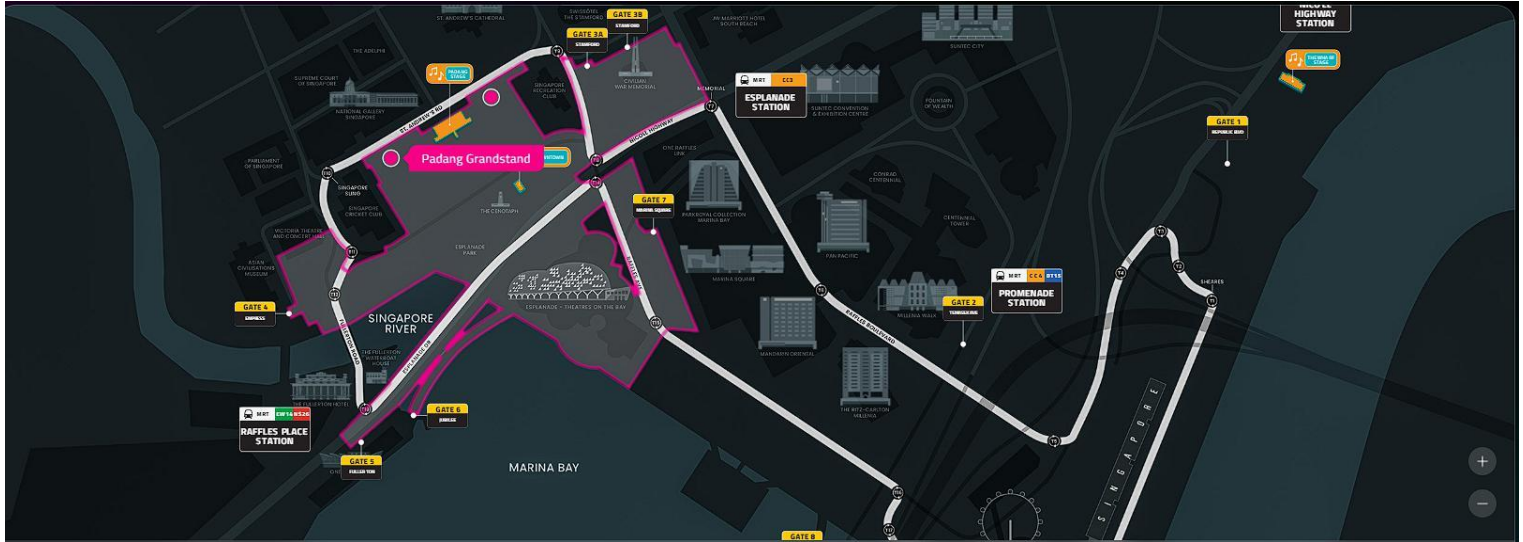 ST. ANDREW'S CATHEDRAL
SWISSOTEL
THE STAMFORD
GATE 3B
STAMFORD
GATE 3A
STAMFORD
JW MARRIOTT HOTEL
SOUTH BEACH
SUNTEC CITY
HIGHWAY
STATION
THE ADELPHI
SUPREME COURT
OF SINGAPORE
PADANG
STAGE
NATIONAL GALLERY
SINGAPORE
SINGAPORE
RECREATION
CLUB
CIVILIAN
WAR MEMORIAL
MEMORIAL
MRT CC3
ESPLANADE
STATION
SUNTEC CONVENTION
& EXHIBITION CENTRE
FOUNTAIN
OF WEALTH
GATE 1
REPUBLIC BLVD
ST. ANDREW'S RD
NICOLL HIGHWAY
ONE RAFFLES
LINK
PARLIAMENT
OF SINGAPORE
Padang Grandstand
SINGAPORE
SLING
SINGAPORE
CRICKET CLUB
THE CENOTAPH
GATE 7
MARINA SQUARE
PARKROYAL COLLECTION
MARINA BAY
CONRAD
CENTENNIAL
CENTENNIAL
TOWER
PAN PACIFIC
VICTORIA THEATRE
AND CONCERT HALL
ESPLANADE
PARK
ASIAN
CIVILISATIONS
MUSEUM
RAFFLES AVE
MARINA SQUARE
ESPLANADE - THEATRES ON THE BAY
MRT CC4 DT15
PROMENADE
STATION
SHEARES
GATE 4
EMPRESS
SINGAPORE
RIVER
GATE 2
TEMASEK AVE
MILLENIA WALK
RAFFLES BOULEVARD
MANDARIN ORIENTAL
FULLERTON ROAD
ESPLANADE DR
THE FULLERTON
WATERBOAT
HOUSE
THE FULLERTON HOTEL
THE RITZ-CARLTON
MILLENIA
MRT EW14 NS26
RAFFLES PLACE
STATION
GATE 6
JUBILEE
GATE 5
FULLERTON
MARINA BAY
SINGAPORE
GATE 8